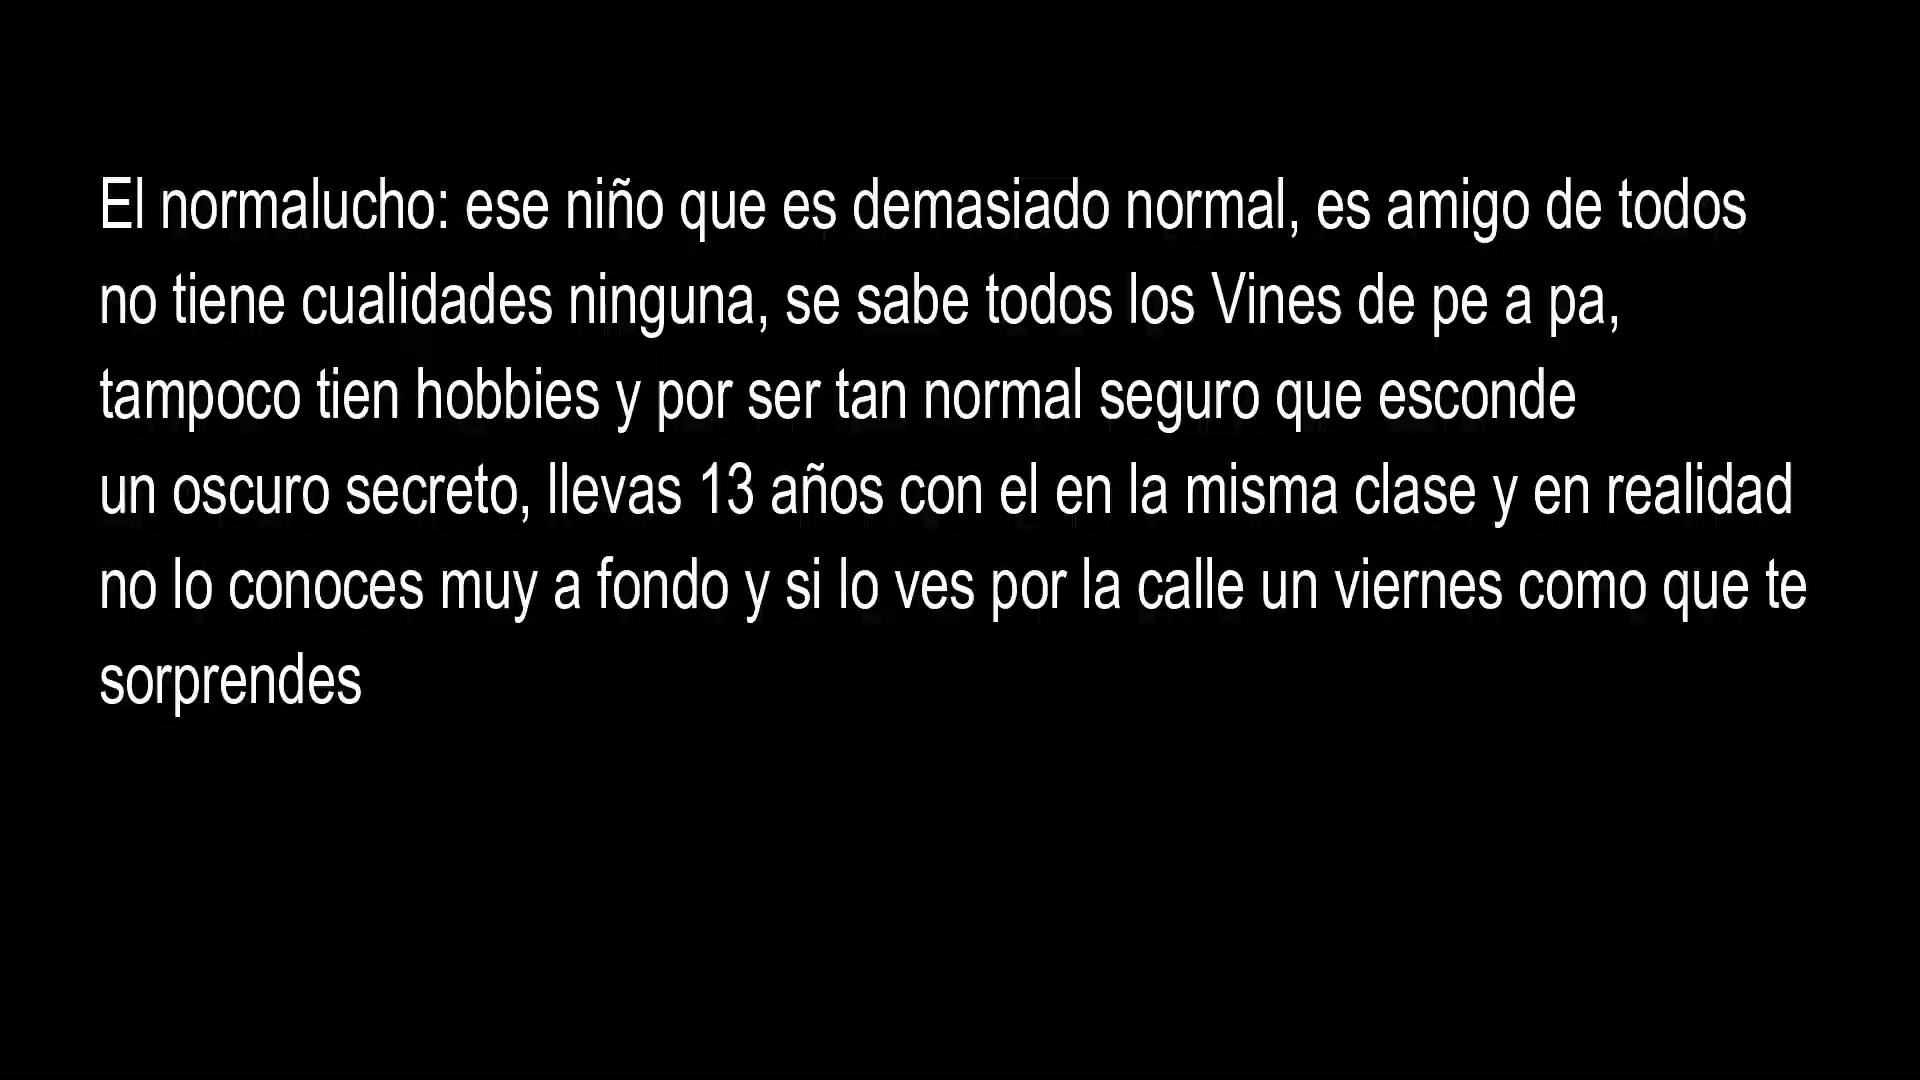 El normalucho: ese niño que es demasiado normal, es amigo de todos
no tiene cualidades ninguna, se sabe todos los Vines de pe a pa,
tampoco tien hobbies y por ser tan normal seguro que esconde
un oscuro secreto, llevas 13 años con el en la misma clase y en realidad
no lo conoces muy a fondo y si lo ves por la calle un viernes como que te
sorprendes